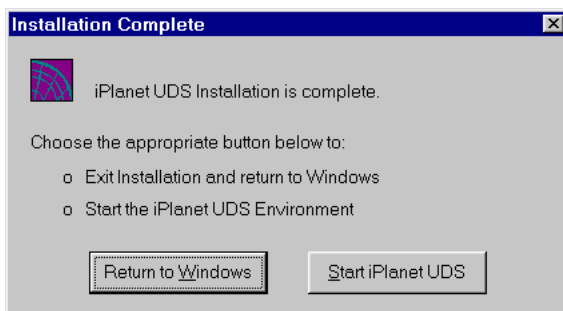 Installation Complete
iPlanet UDS Installation is complete.
Choose the appropriate button below to:
o Exit Installation and return to Windows
o Start the iPlanet UDS Environment
Return to Windows
Start iPlanet UDS